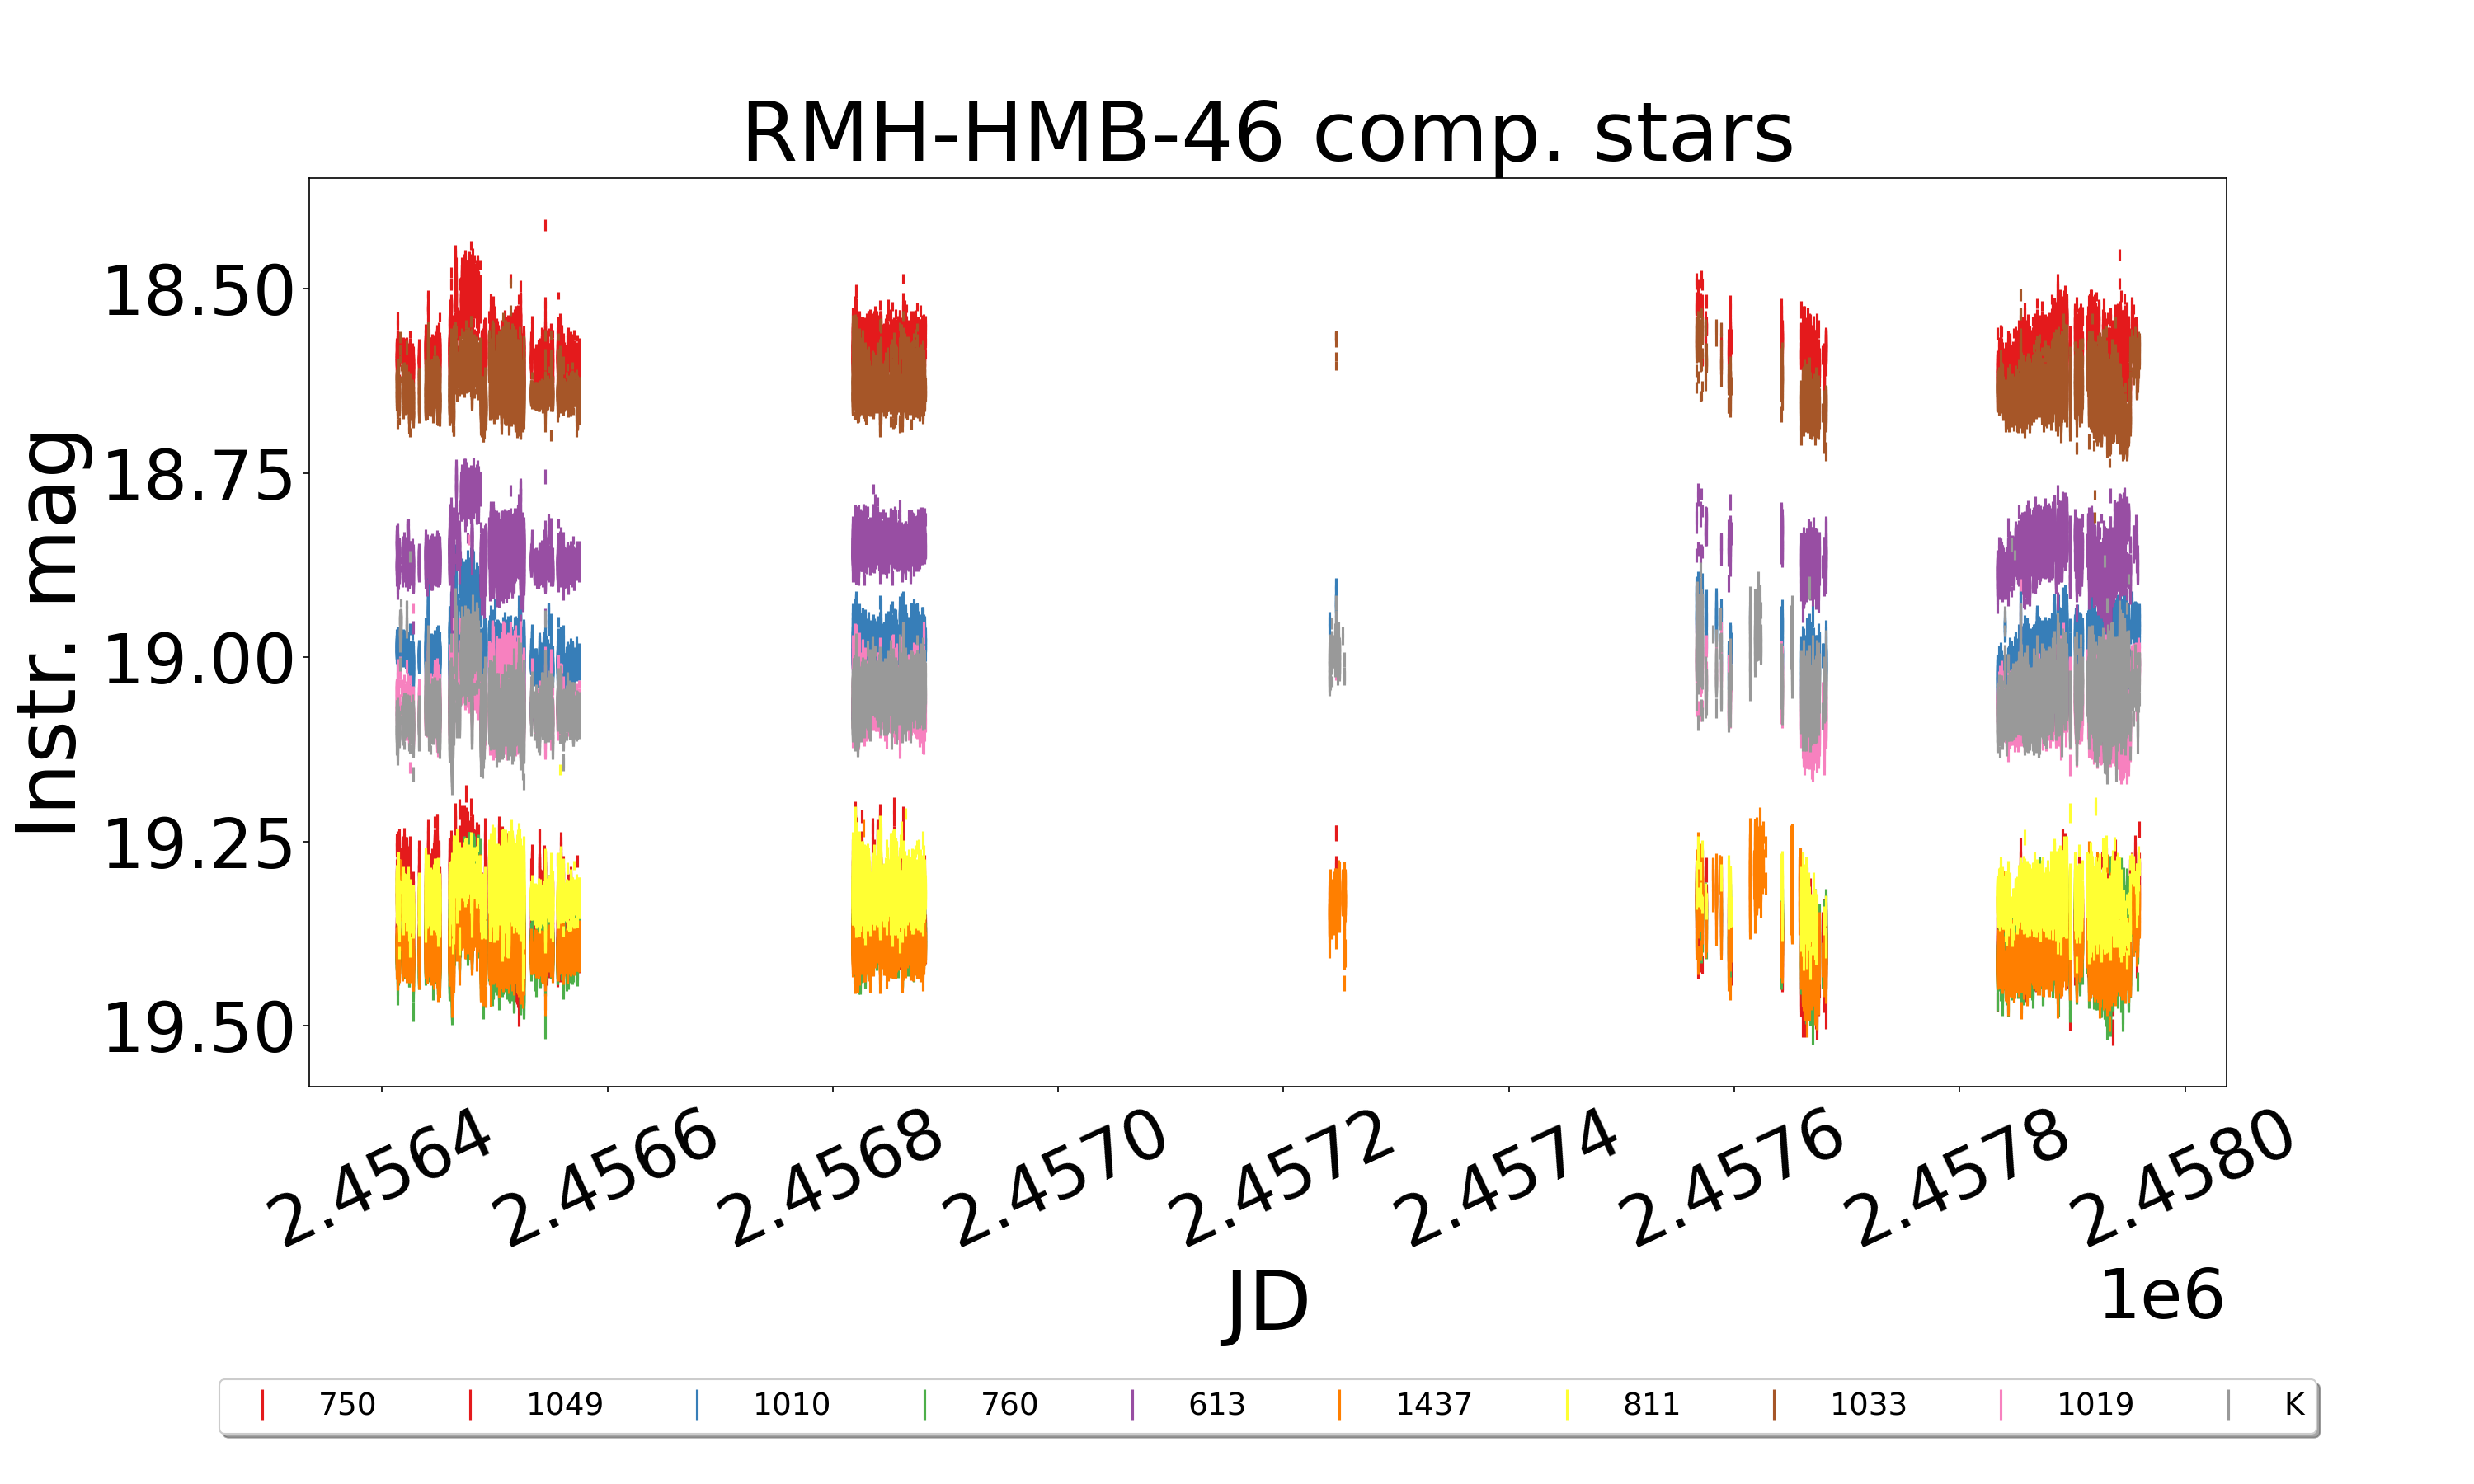 RMH-HMB-46 comp. stars
Instr. mag
18.50
18.75
19.00
19.25
19.50
2.4564 2.4566 2.4568 2.4570 2.4572 2.4574 2.4576 2.4578 2.4580
JD
1e6
750 1049 1010 760 613 1437 811 1033 1019 K